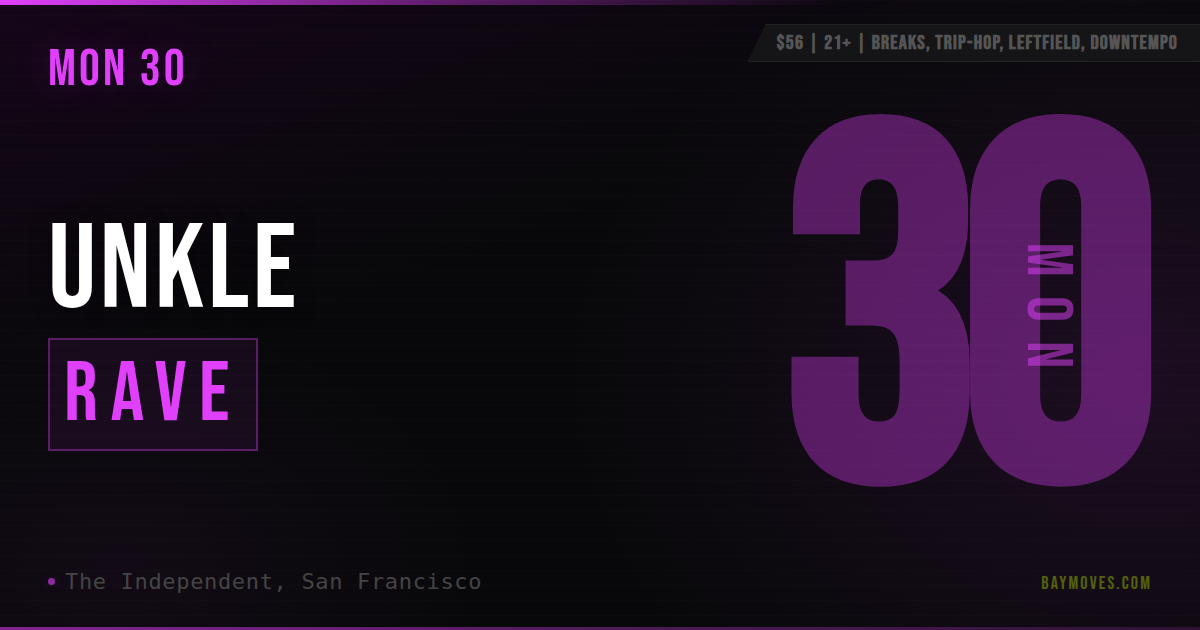 MON 30
$56 | 21+ | BREAKS, TRIP-HOP, LEFTFIELD, DOWNTEMPO
UNKLE
RAVE
30
MON
The Independent, San Francisco
BAYMOVES.COM